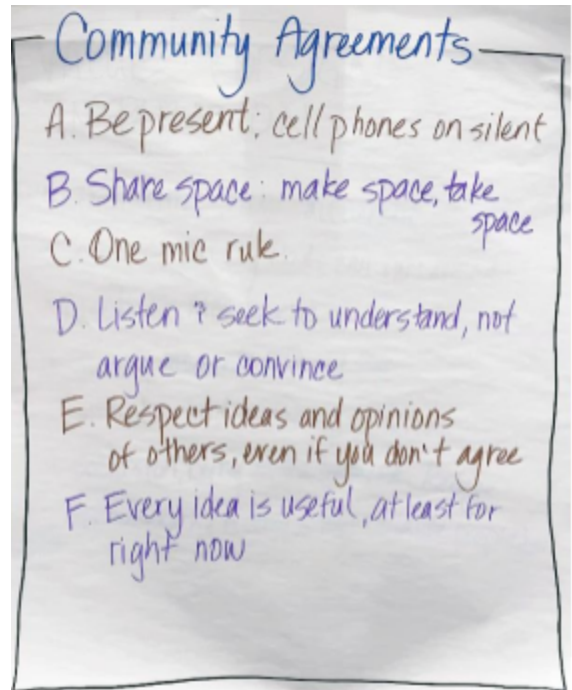 Community Agreements
A. Be present: cell phones on silent
B. Share space: make space, take
space
C. One mic rule.
D. Listen & seek to understand, not
argue or convince
E. Respect ideas and opinions
of others, even if you don't agree
F. Every idea is useful, at least for
right now